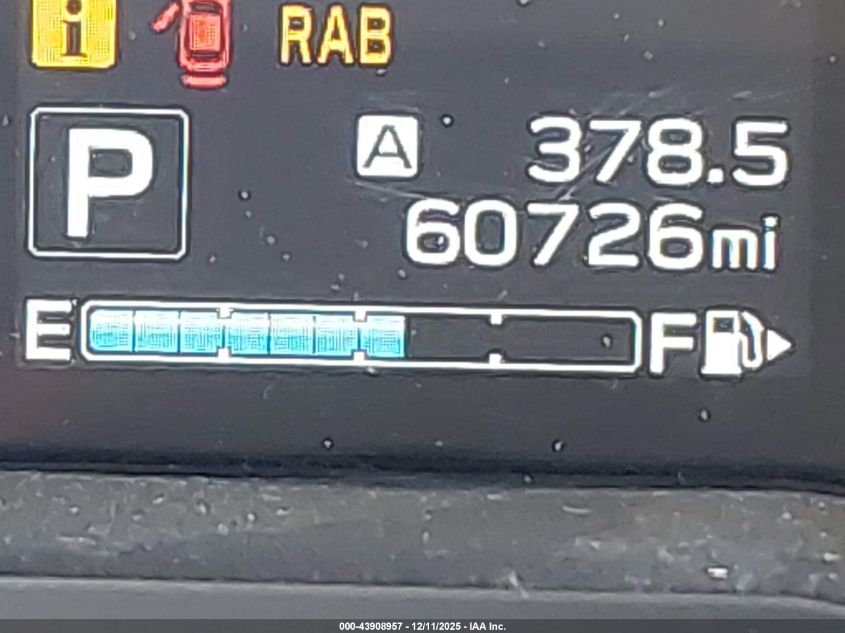 i RAB
P A 378.5
60726mi
E F
000-43908957 - 12/11/2025 - IAA Inc.